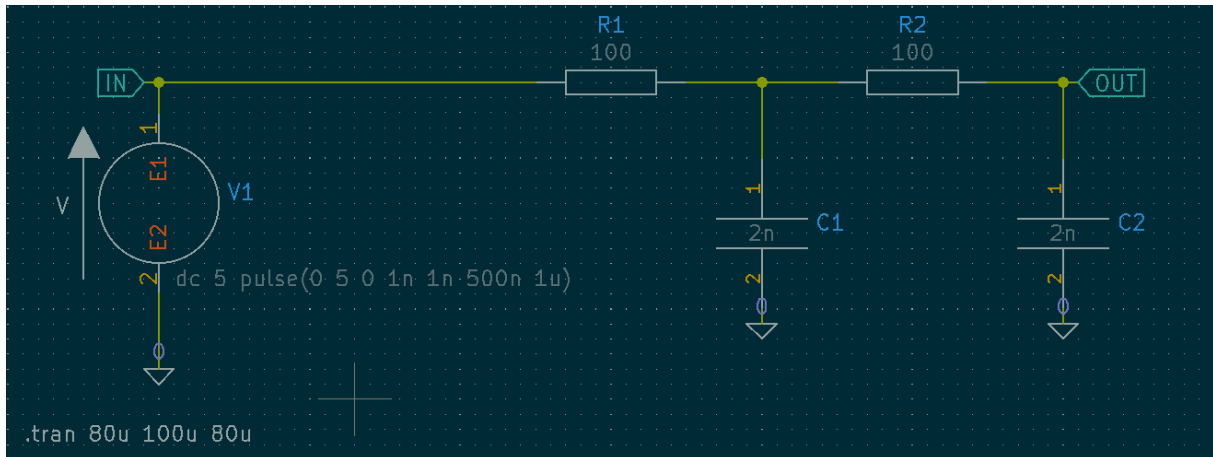 R1
100
R2
100
IN
OUT
1
E1
V
V1
E2
2
dc 5 pulse(0 5 0 1n 1n 500n 1u)
0
1
C1
2n
2
0
1
C2
2n
2
0
.tran 80u 100u 80u